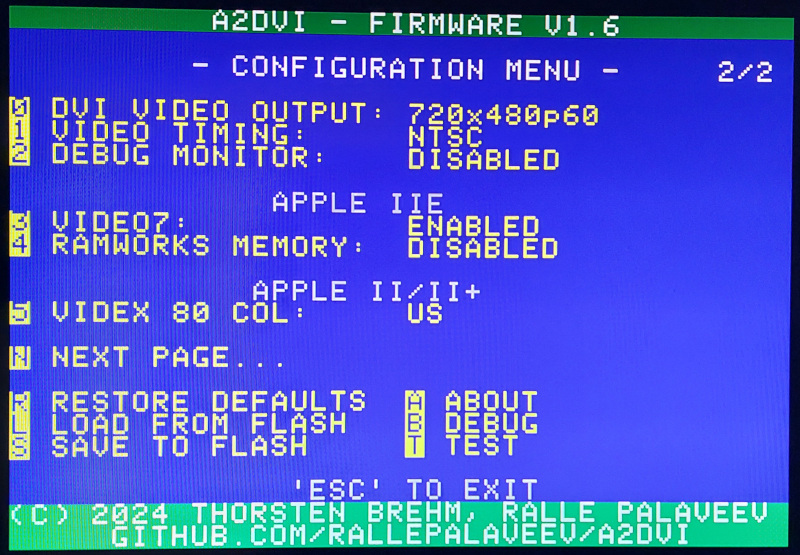 A2DVI - FIRMWARE V1.6
- CONFIGURATION MENU - 2/2
0 DVI VIDEO OUTPUT: 720x480p60
1 VIDEO TIMING: NTSC
2 DEBUG MONITOR: DISABLED
APPLE IIE
3 VIDEO7: ENABLED
4 RAMWORKS MEMORY: DISABLED
APPLE II/II+
5 VIDEX 80 COL: US
N NEXT PAGE...
R RESTORE DEFAULTS A ABOUT
L LOAD FROM FLASH B DEBUG
S SAVE TO FLASH T TEST
'ESC' TO EXIT
(C) 2024 THORSTEN BREHM, RALLE PALAVEEV
GITHUB.COM/RALLEPALAVEEV/A2DVI